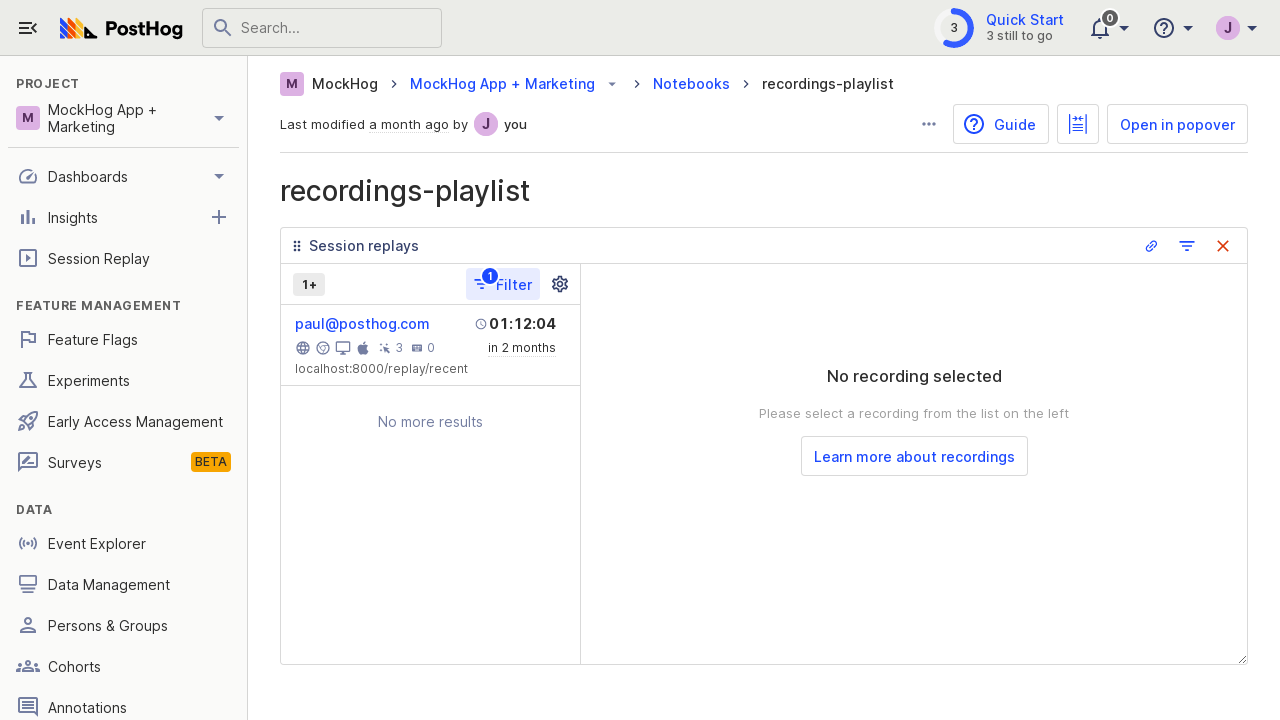 PostHog
Search...
3
Quick Start
3 still to go
0
J
PROJECT
M
MockHog App +
Marketing
Dashboards
Insights
Session Replay
FEATURE MANAGEMENT
Feature Flags
Experiments
Early Access Management
Surveys
BETA
DATA
Event Explorer
Data Management
Persons & Groups
Cohorts
Annotations
M
MockHog
MockHog App + Marketing
Notebooks
recordings-playlist
Last modified a month ago by J you
Guide
Open in popover
recordings-playlist
Session replays
1+
1
Filter
paul@posthog.com
01:12:04
3
0
in 2 months
localhost:8000/replay/recent
No more results
No recording selected
Please select a recording from the list on the left
Learn more about recordings